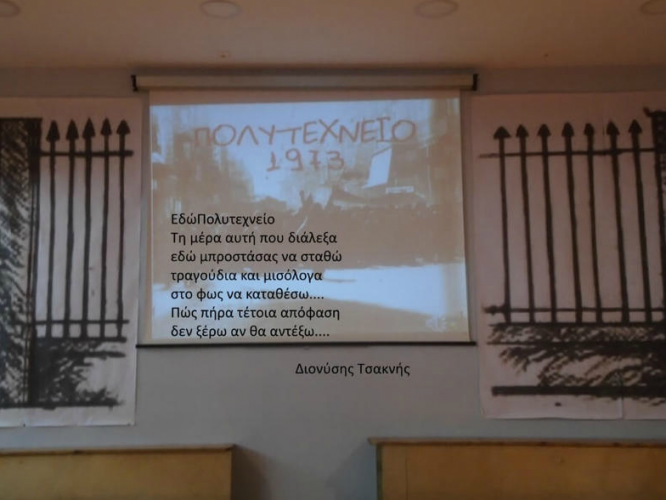 ΠΟΛΥΤΕΧΝΕΙΟ
1973
ΕδώΠολυτεχνείο
Τη μέρα αυτή που διάλεξα
εδώ μπροστάσας να σταθώ
τραγούδια και μισόλογα
στο φως να καταθέσω....
Πώς πήρα τέτοια απόφαση
δεν ξέρω αν θα αντέξω....
Διονύσης Τσακνής